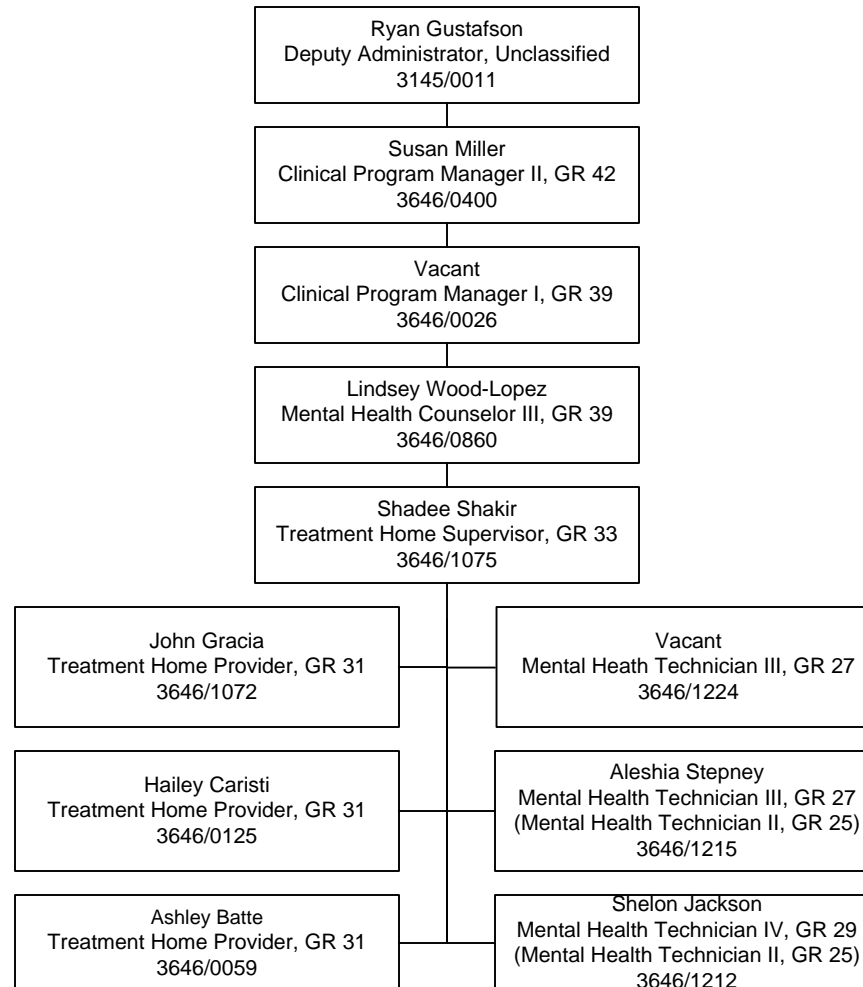 Ryan Gustafson
Deputy Administrator, Unclassified
3145/0011
Susan Miller
Clinical Program Manager II, GR 42
3646/0400
Vacant
Clinical Program Manager I, GR 39
3646/0026
Lindsey Wood-Lopez
Mental Health Counselor III, GR 39
3646/0860
Shadee Shakir
Treatment Home Supervisor, GR 33
3646/1075
John Gracia
Treatment Home Provider, GR 31
3646/1072
Vacant
Mental Heath Technician III, GR 27
3646/1224
Hailey Caristi
Treatment Home Provider, GR 31
3646/0125
Aleshia Stepney
Mental Health Technician III, GR 27
(Mental Health Technician II, GR 25)
3646/1215
Ashley Batte
Treatment Home Provider, GR 31
3646/0059
Shelon Jackson
Mental Health Technician IV, GR 29
(Mental Health Technician II, GR 25)
3646/1212